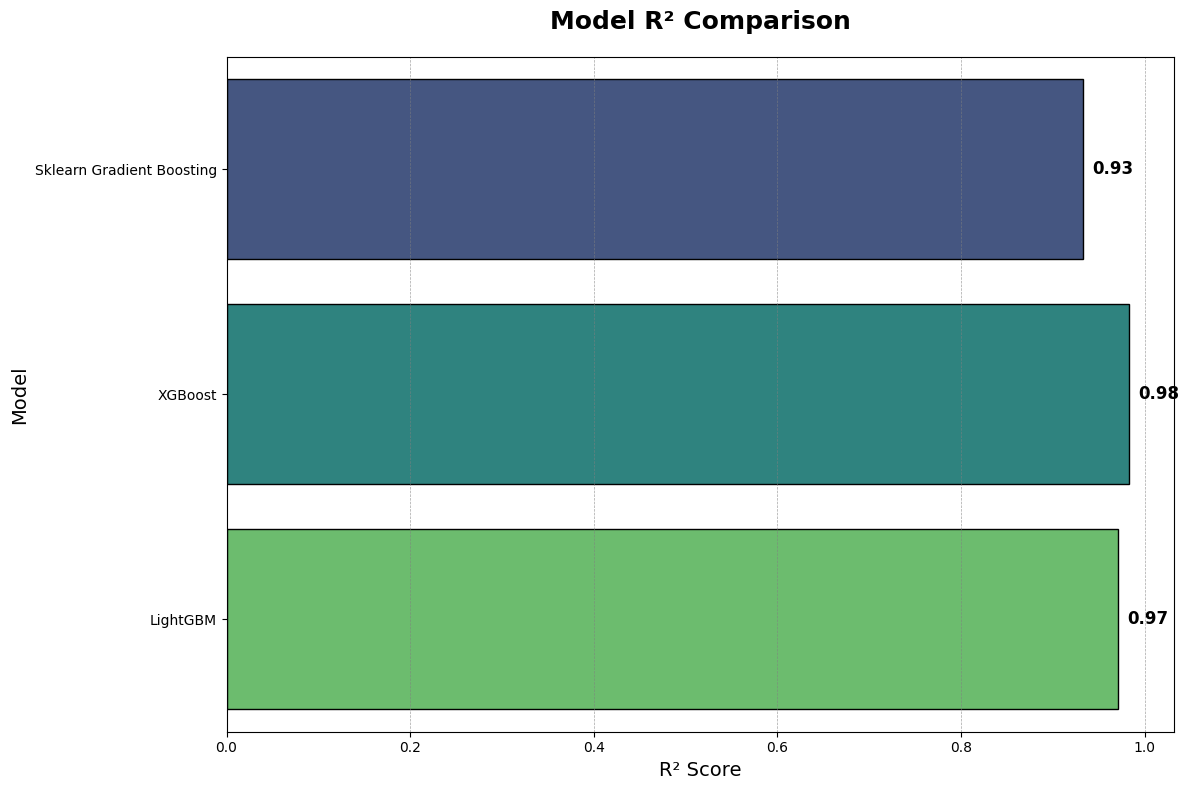 Model R² Comparison
Sklearn Gradient Boosting
0.93
XGBoost
0.98
LightGBM
0.97
Model
0.0 0.2 0.4 0.6 0.8 1.0
R² Score